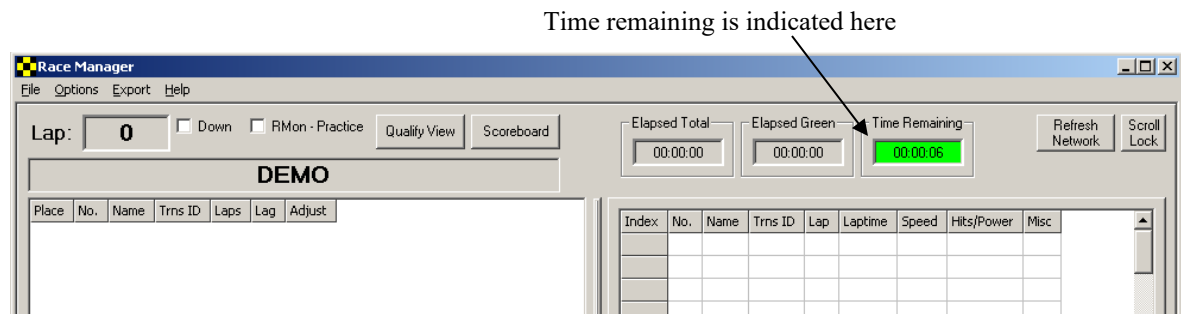 Time remaining is indicated here
Race Manager
File Options Export Help
Lap: 0 Down RMon - Practice Qualify View Scoreboard
Elapsed Total Elapsed Green Time Remaining
00:00:00 00:00:00 00:00:06
Refresh Network Scroll Lock
DEMO
Place No. Name Trns ID Laps Lag Adjust
Index No. Name Trns ID Lap Laptime Speed Hits/Power Misc